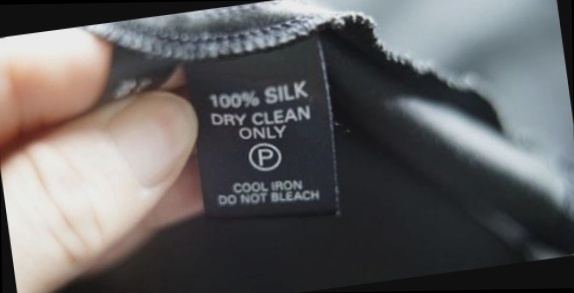 100% SILK
DRY CLEAN
ONLY
P
COOL IRON
DO NOT BLEACH